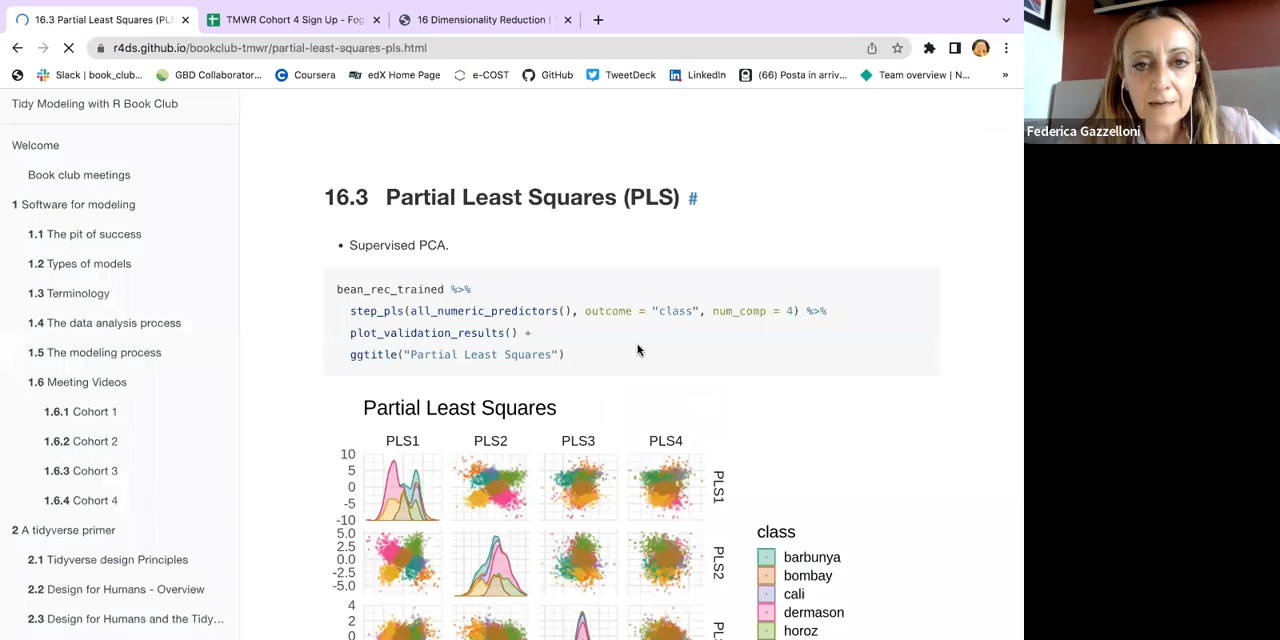 16.3 Partial Least Squares (PLS
TMWR Cohort 4 Sign Up - Fog
16 Dimensionality Reduction |
r4ds.github.io/bookclub-tmwr/partial-least-squares-pls.html
Slack | book_club...
GBD Collaborator...
Coursera
edX Home Page
e-COST
GitHub
TweetDeck
LinkedIn
(66) Posta in arriv...
Team overview | N...
»
Federica Gazzelloni
Tidy Modeling with R Book Club
Welcome
Book club meetings
1 Software for modeling
1.1 The pit of success
1.2 Types of models
1.3 Terminology
1.4 The data analysis process
1.5 The modeling process
1.6 Meeting Videos
1.6.1 Cohort 1
1.6.2 Cohort 2
1.6.3 Cohort 3
1.6.4 Cohort 4
2 A tidyverse primer
2.1 Tidyverse design Principles
2.2 Design for Humans - Overview
2.3 Design for Humans and the Tidy...
16.3 Partial Least Squares (PLS) #
• Supervised PCA.
bean_rec_trained %>%
step_pls(all_numeric_predictors(), outcome = "class", num_comp = 4) %>%
plot_validation_results() +
ggtitle("Partial Least Squares")
Partial Least Squares
PLS1 PLS2 PLS3 PLS4
10
5
0
-5
-10
PLS1
5.0
2.5
0.0
-2.5
-5.0
PLS2
4
2
0
class
barbunya
bombay
cali
dermason
horoz